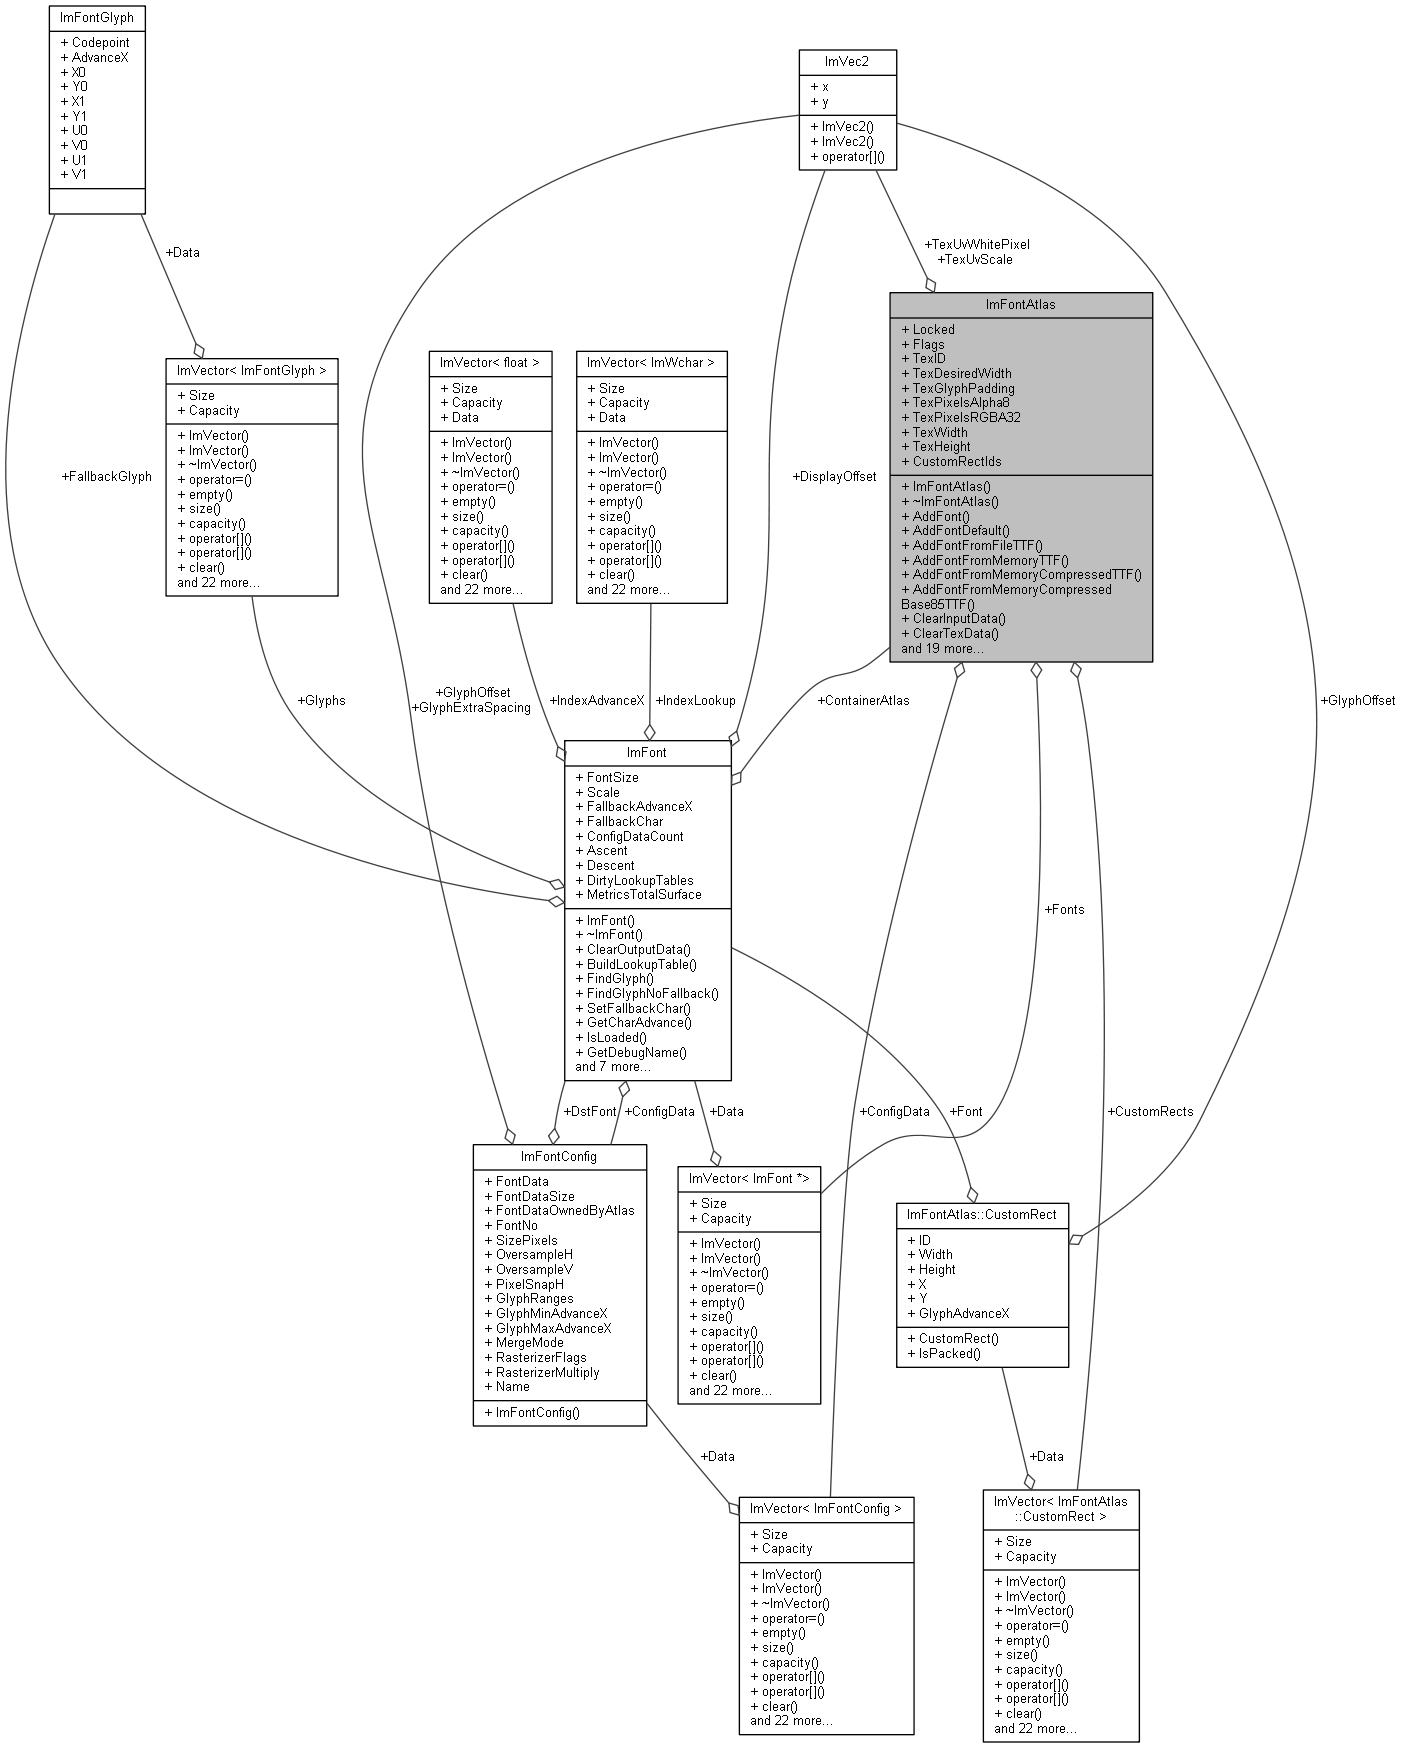 ImFontGlyph
+ Codepoint
+ AdvanceX
+ X0
+ Y0
+ X1
+ Y1
+ U0
+ V0
+ U1
+ V1
ImVec2
+ x
+ y
+ ImVec2()
+ ImVec2()
+ operator[]()
+Data
+TexUvWhitePixel
+TexUvScale
ImFontAtlas
+ Locked
+ Flags
+ TexID
+ TexDesiredWidth
+ TexGlyphPadding
+ TexPixelsAlpha8
+ TexPixelsRGBA32
+ TexWidth
+ TexHeight
+ CustomRectIds
+ ImFontAtlas()
+ ~ImFontAtlas()
+ AddFont()
+ AddFontDefault()
+ AddFontFromFileTTF()
+ AddFontFromMemoryTTF()
+ AddFontFromMemoryCompressedTTF()
+ AddFontFromMemoryCompressed
Base85TTF()
+ ClearInputData()
+ ClearTexData()
and 19 more...
ImVector< ImFontGlyph >
+ Size
+ Capacity
+ ImVector()
+ ImVector()
+ ~ImVector()
+ operator=()
+ empty()
+ size()
+ capacity()
+ operator[]()
+ operator[]()
+ clear()
and 22 more...
ImVector< float >
+ Size
+ Capacity
+ Data
+ ImVector()
+ ImVector()
+ ~ImVector()
+ operator=()
+ empty()
+ size()
+ capacity()
+ operator[]()
+ operator[]()
+ clear()
and 22 more...
ImVector< ImWchar >
+ Size
+ Capacity
+ Data
+ ImVector()
+ ImVector()
+ ~ImVector()
+ operator=()
+ empty()
+ size()
+ capacity()
+ operator[]()
+ operator[]()
+ clear()
and 22 more...
+FallbackGlyph
+DisplayOffset
+Glyphs
+GlyphOffset
+GlyphExtraSpacing
+IndexAdvanceX
+IndexLookup
+ContainerAtlas
+GlyphOffset
ImFont
+ FontSize
+ Scale
+ FallbackAdvanceX
+ FallbackChar
+ ConfigDataCount
+ Ascent
+ Descent
+ DirtyLookupTables
+ MetricsTotalSurface
+ ImFont()
+ ~ImFont()
+ ClearOutputData()
+ BuildLookupTable()
+ FindGlyph()
+ FindGlyphNoFallback()
+ SetFallbackChar()
+ GetCharAdvance()
+ IsLoaded()
+ GetDebugName()
and 7 more...
+Fonts
+DstFont
+ConfigData
+Data
+ConfigData
+Font
+CustomRects
ImFontConfig
+ FontData
+ FontDataSize
+ FontDataOwnedByAtlas
+ FontNo
+ SizePixels
+ OversampleH
+ OversampleV
+ PixelSnapH
+ GlyphRanges
+ GlyphMinAdvanceX
+ GlyphMaxAdvanceX
+ MergeMode
+ RasterizerFlags
+ RasterizerMultiply
+ Name
+ ImFontConfig()
ImVector< ImFont *>
+ Size
+ Capacity
+ ImVector()
+ ImVector()
+ ~ImVector()
+ operator=()
+ empty()
+ size()
+ capacity()
+ operator[]()
+ operator[]()
+ clear()
and 22 more...
ImFontAtlas::CustomRect
+ ID
+ Width
+ Height
+ X
+ Y
+ GlyphAdvanceX
+ CustomRect()
+ IsPacked()
+Data
+Data
ImVector< ImFontConfig >
+ Size
+ Capacity
+ ImVector()
+ ImVector()
+ ~ImVector()
+ operator=()
+ empty()
+ size()
+ capacity()
+ operator[]()
+ operator[]()
+ clear()
and 22 more...
ImVector< ImFontAtlas
::CustomRect >
+ Size
+ Capacity
+ ImVector()
+ ImVector()
+ ~ImVector()
+ operator=()
+ empty()
+ size()
+ capacity()
+ operator[]()
+ operator[]()
+ clear()
and 22 more...